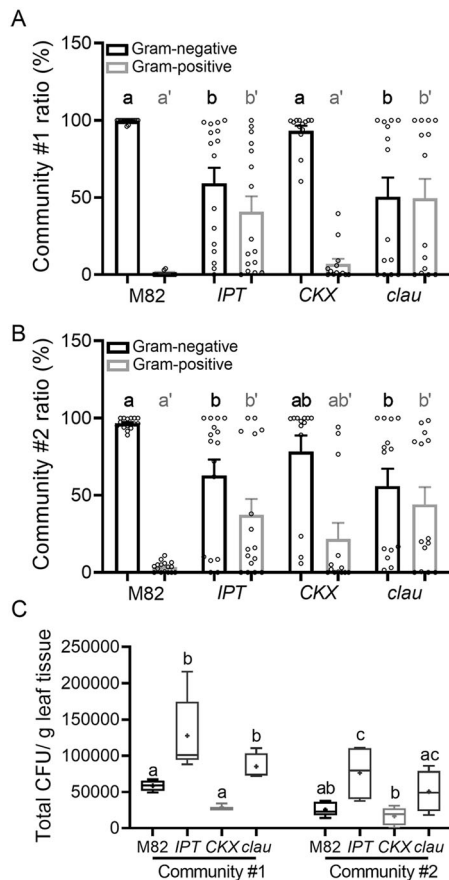 A
Community #1 ratio (%)
150
100
50
0
Gram-negative
Gram-positive
a a' b b' a a' b b'
M82 IPT CKX clau
B
Community #2 ratio (%)
150
100
50
0
Gram-negative
Gram-positive
a a' b b' ab ab' b b'
M82 IPT CKX clau
C
Total CFU/ g leaf tissue
250000
200000
150000
100000
50000
0
a b a b ab c b ac
M82 IPT CKX clau M82 IPT CKX clau
Community #1 Community #2